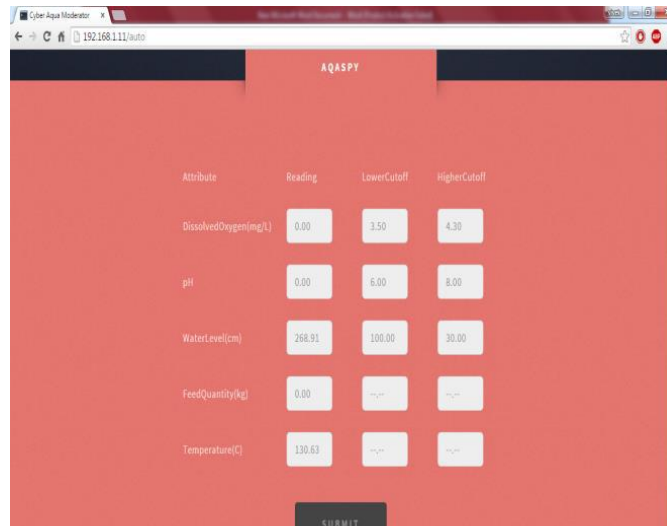 Cyber Aqua Moderator
192.168.1.11/auto
AQASPY
Attribute Reading LowerCutoff HigherCutoff
DissolvedOxygen(mg/L) 0.00 3.50 4.30
pH 0.00 6.00 8.00
WaterLevel(cm) 268.91 100.00 30.00
FeedQuantity(kg) 0.00 --.-- --.--
Temperature(C) 130.63 --.-- --.--
SUBMIT